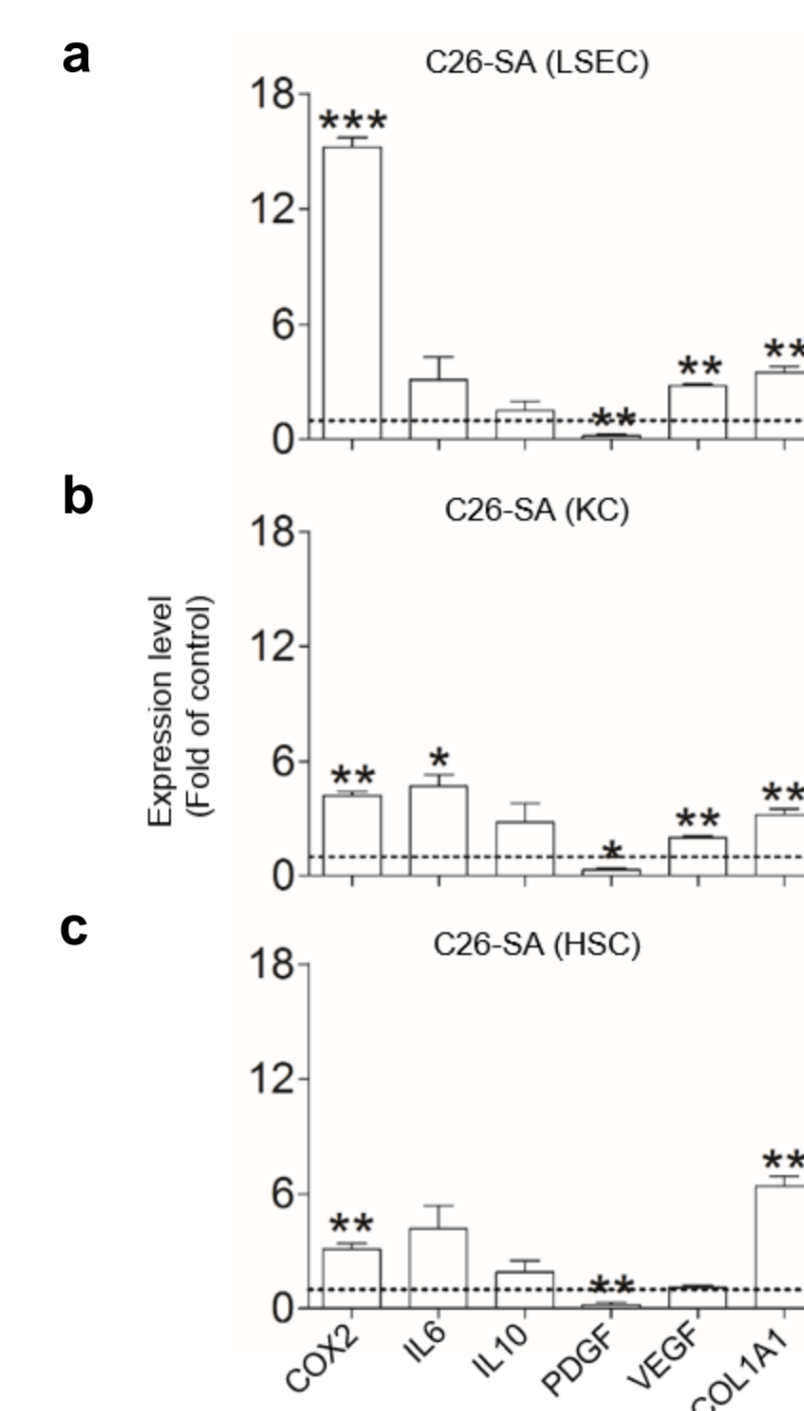 a
C26-SA (LSEC)
18
***
12
6
**
**
**
0
b
C26-SA (KC)
18
12
Expression level
(Fold of control)
6
**
*
*
**
**
0
c
C26-SA (HSC)
18
12
**
6
**
**
0
COX2
IL6
IL10
PDGF
VEGF
COL1A1